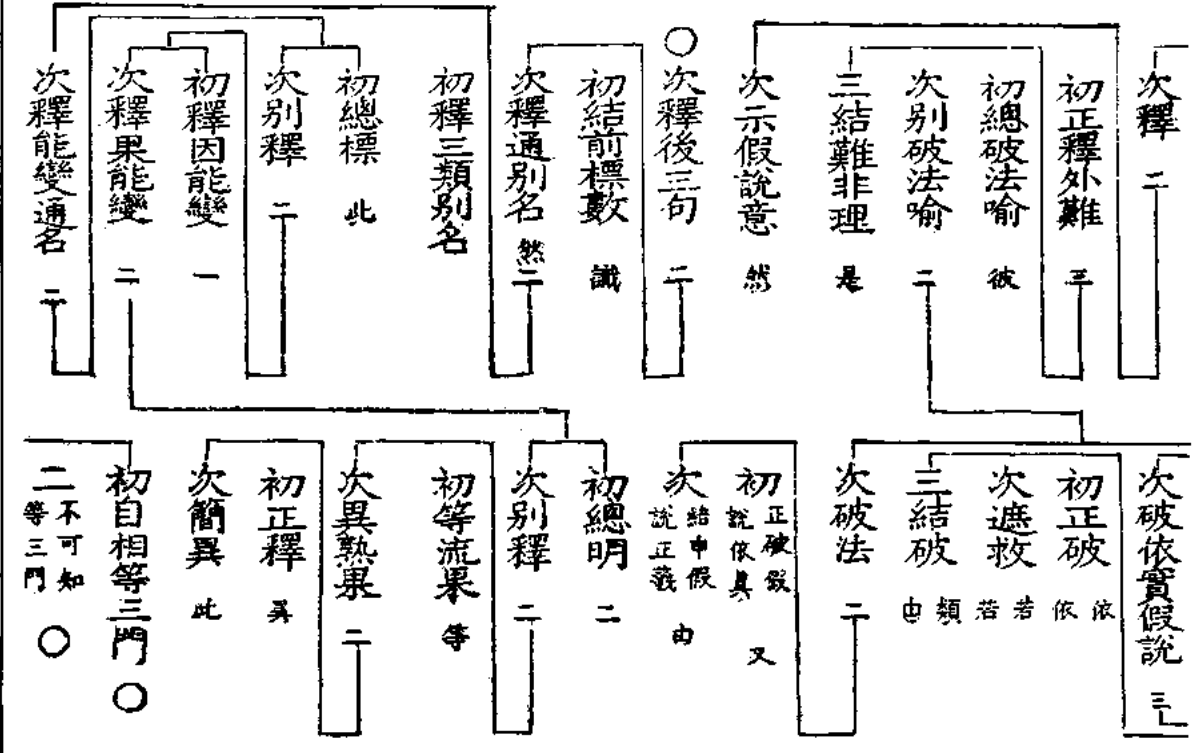 次釋 二
初正釋外難 三
初總破法喻 彼
次別破法喻 二
三結難非理 是
次示假說意 然
○次釋後三句 二
初結前標數 識
次釋通別名 然二
初釋三類別名
初總標 此
次別釋 二
初釋因能變 一
次釋果能變 二
次釋能變通名 二
次破依實假說 三
初正破 依依
次遮救 若若
三結破 類由
次破法 二
初 正破假說依真 又
次 結申假說正義 由
初總明 二
次別釋 二
初等流果 等
次異熟果 二
初正釋 異
次簡異 此
初自相等三門 ○
二 不可知等三門 ○